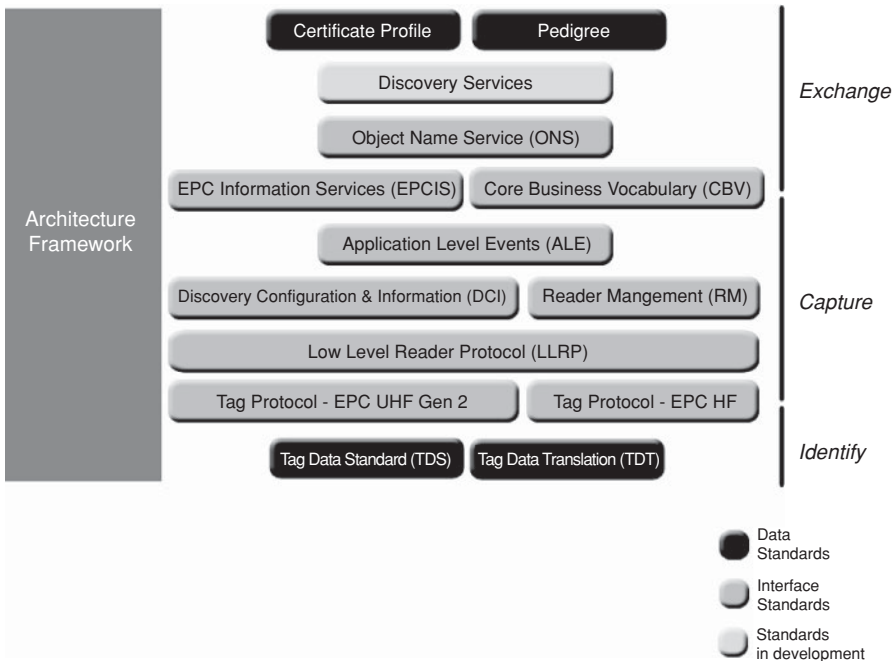 Certificate Profile
Pedigree
Discovery Services
Exchange
Object Name Service (ONS)
EPC Information Services (EPCIS)
Core Business Vocabulary (CBV)
Architecture
Framework
Application Level Events (ALE)
Discovery Configuration & Information (DCI)
Reader Mangement (RM)
Capture
Low Level Reader Protocol (LLRP)
Tag Protocol - EPC UHF Gen 2
Tag Protocol - EPC HF
Tag Data Standard (TDS)
Tag Data Translation (TDT)
Identify
Data
Standards
Interface
Standards
Standards
in development